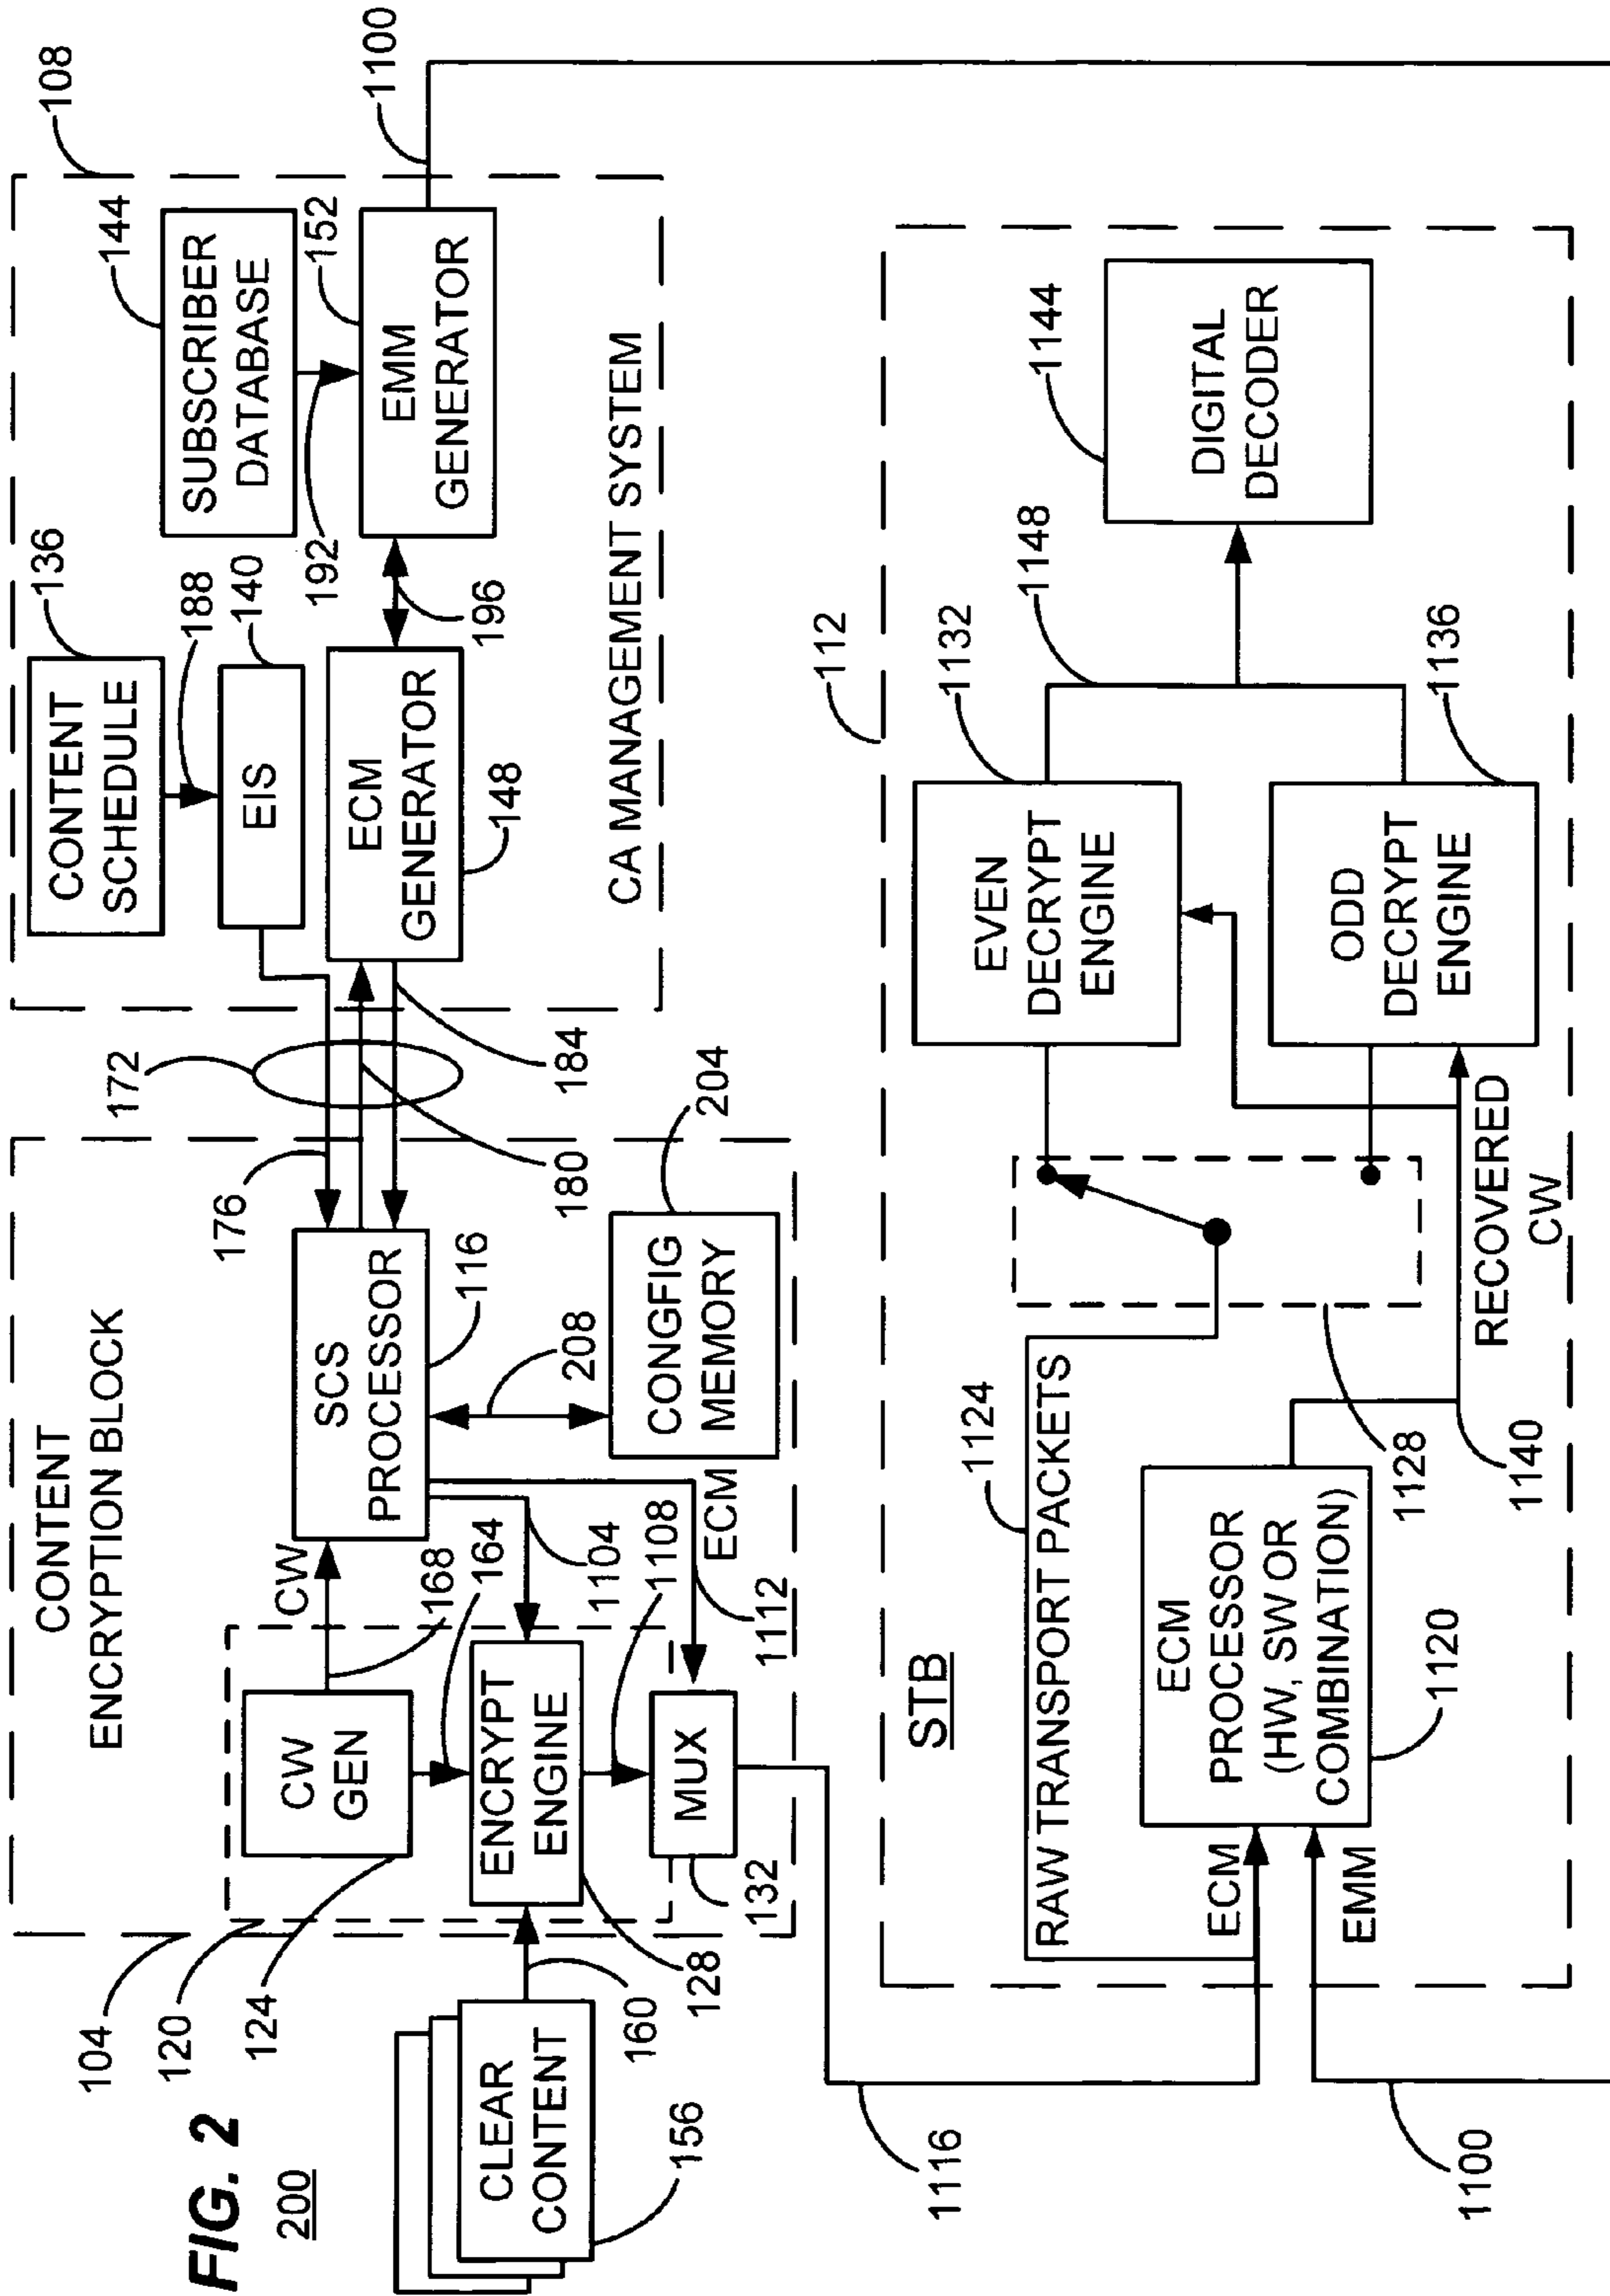 FIG. 2
200
104
120
124
CONTENT
ENCRYPTION BLOCK
CW
GEN
CW
168
164
SCS
PROCESSOR
116
176
172
180
184
208
CONGFIG
MEMORY
204
ENCRYPT
ENGINE
1104
1108
ECM
1112
MUX
132
128
160
CLEAR
CONTENT
156
1116
1100
CONTENT
SCHEDULE
136
188
EIS
140
SUBSCRIBER
DATABASE
144
192
ECM
GENERATOR
148
196
EMM
GENERATOR
152
108
1100
CA MANAGEMENT SYSTEM
STB
112
RAW TRANSPORT PACKETS
1124
ECM
EMM
ECM
PROCESSOR
(HW, SW OR
COMBINATION)
1120
1128
1140
RECOVERED
CW
EVEN
DECRYPT
ENGINE
1132
1148
ODD
DECRYPT
ENGINE
1136
DIGITAL
DECODER
1144